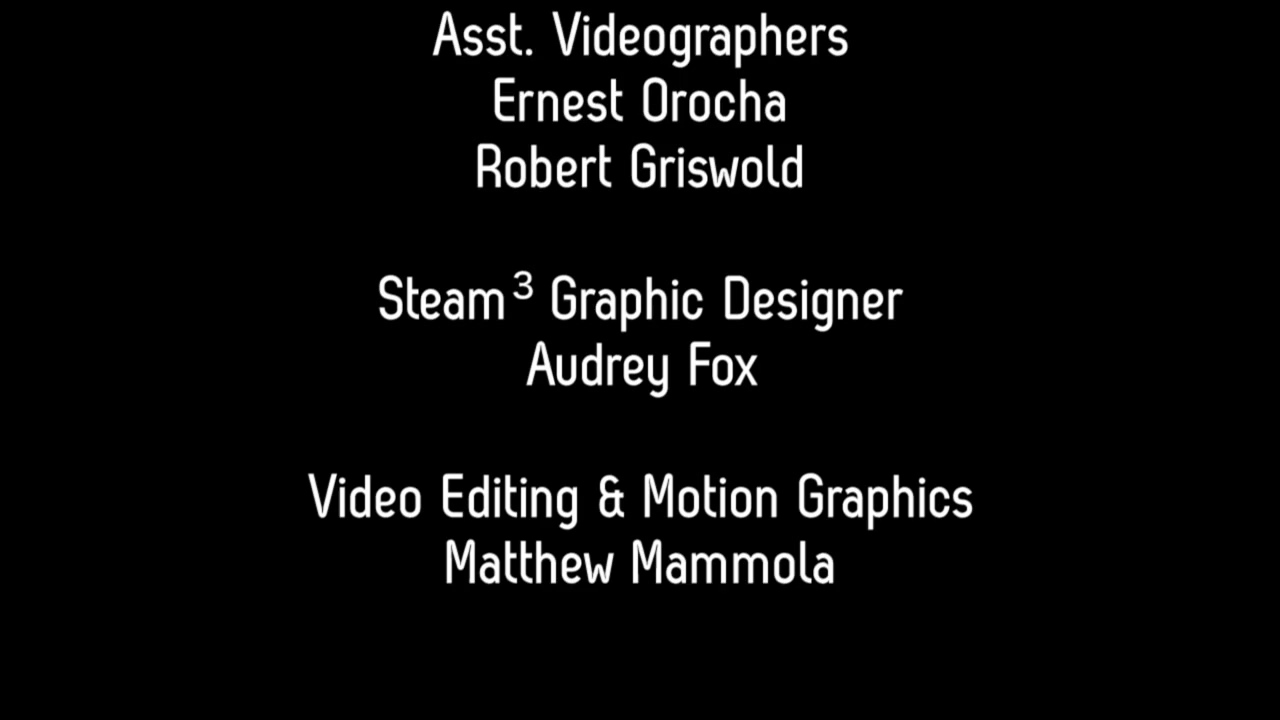 Asst. Videographers
Ernest Orocha
Robert Griswold
Steam³ Graphic Designer
Audrey Fox
Video Editing & Motion Graphics
Matthew Mammola